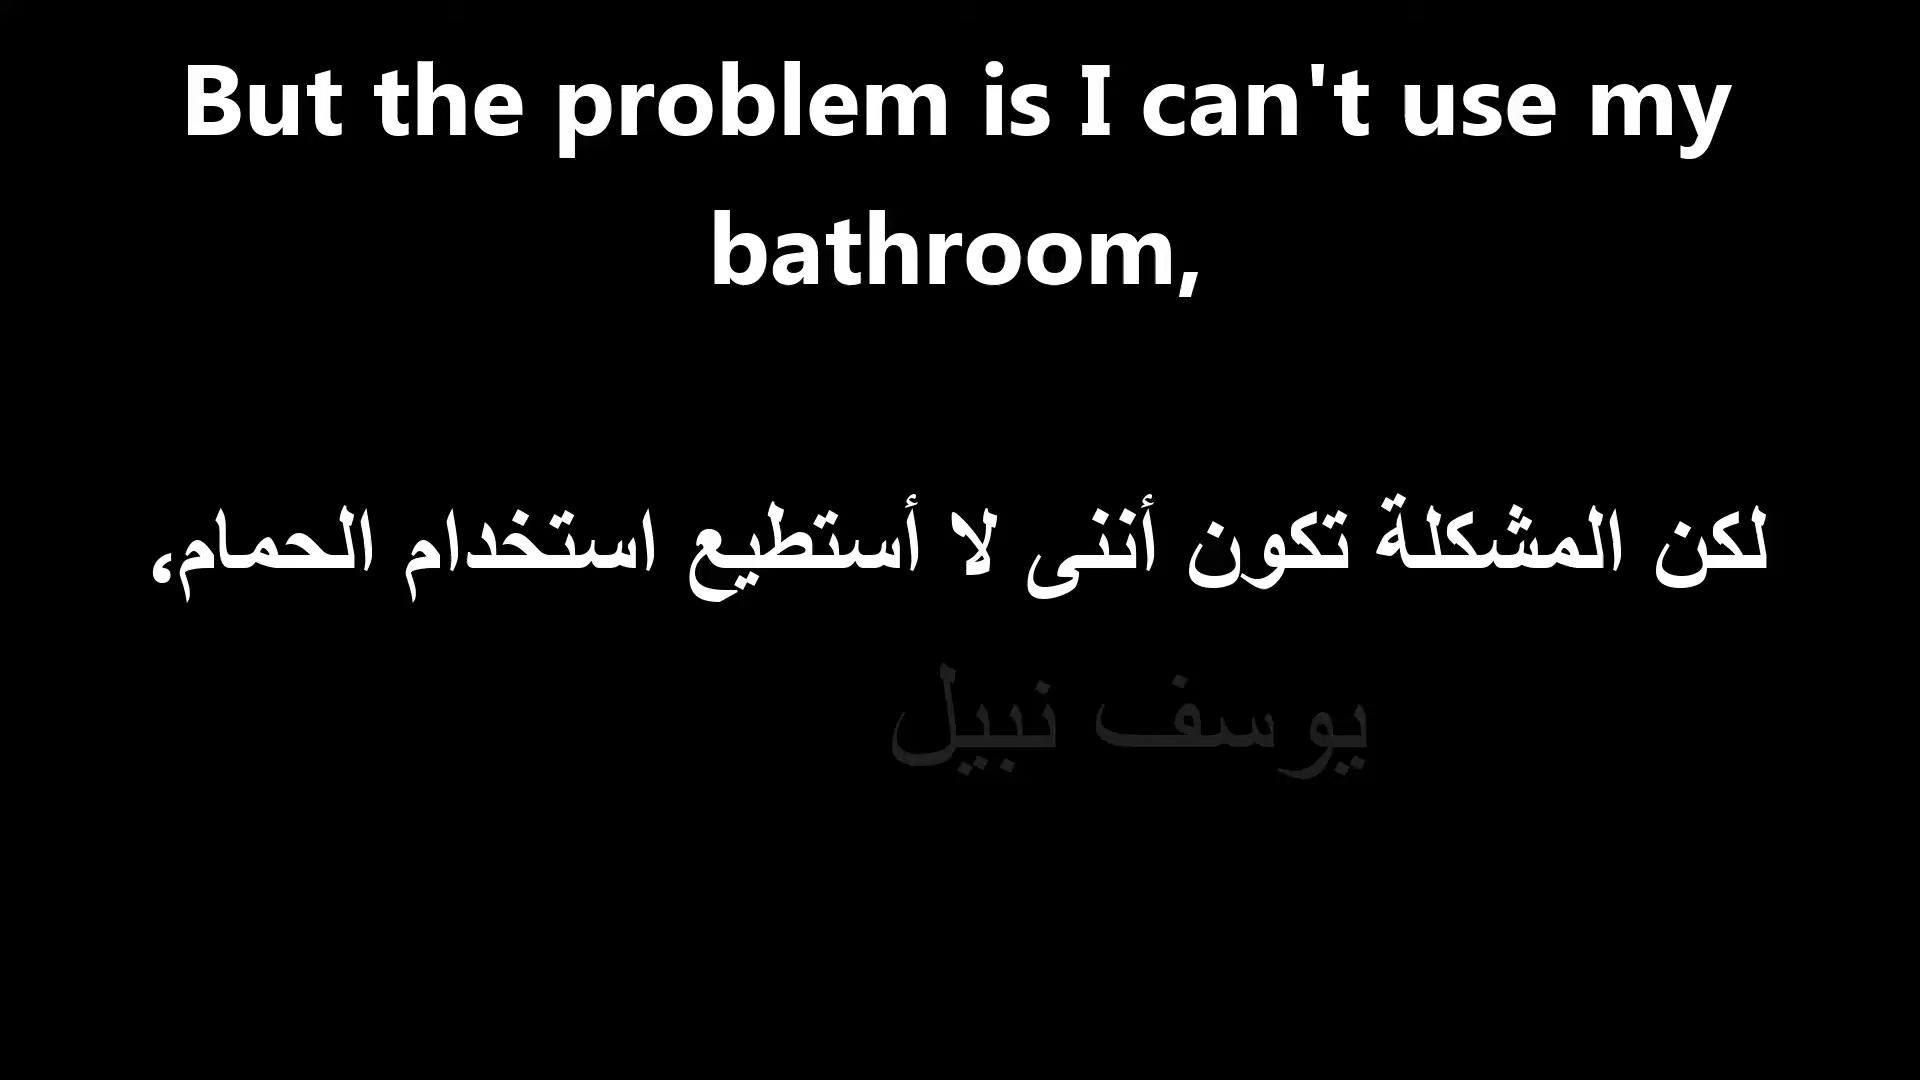 But the problem is I can't use my
bathroom,
لكن المشكلة تكون أننى لا أستطيع استخدام الحمام،
يوسف نبيل